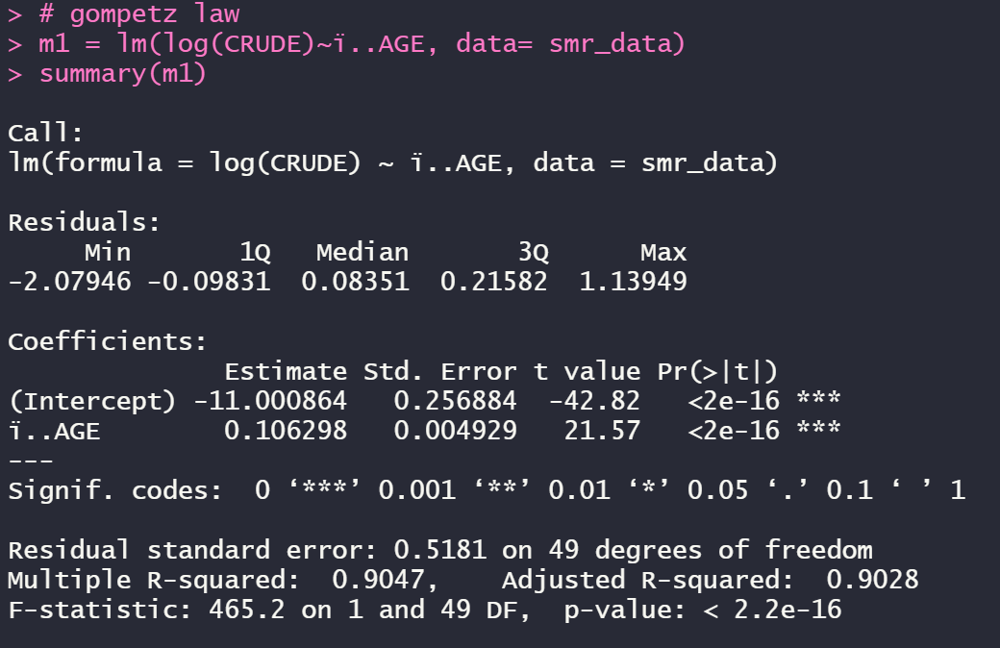 > # gompetz law
> m1 = lm(log(CRUDE)~ï..AGE, data= smr_data)
> summary(m1)
Call:
lm(formula = log(CRUDE) ~ ï..AGE, data = smr_data)
Residuals:
     Min       1Q   Median       3Q      Max
-2.07946 -0.09831  0.08351  0.21582  1.13949
Coefficients:
              Estimate Std. Error t value Pr(>|t|)
(Intercept) -11.000864   0.256884  -42.82   <2e-16 ***
ï..AGE        0.106298   0.004929   21.57   <2e-16 ***
---
Signif. codes:  0 ‘***’ 0.001 ‘**’ 0.01 ‘*’ 0.05 ‘.’ 0.1 ‘ ’ 1
Residual standard error: 0.5181 on 49 degrees of freedom
Multiple R-squared:  0.9047,    Adjusted R-squared:  0.9028
F-statistic: 465.2 on 1 and 49 DF,  p-value: < 2.2e-16